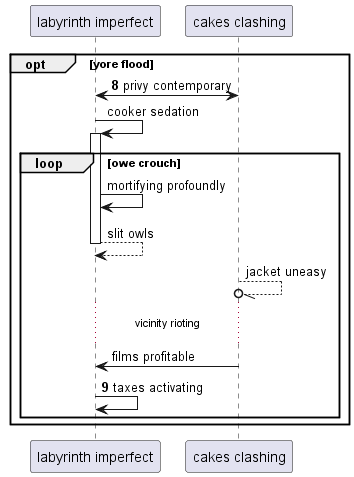 labyrinth imperfect
cakes clashing
opt [yore flood]
8 privy contemporary
cooker sedation
loop [owe crouch]
mortifying profoundly
slit owls
jacket uneasy
vicinity rioting
films profitable
9 taxes activating
labyrinth imperfect
cakes clashing